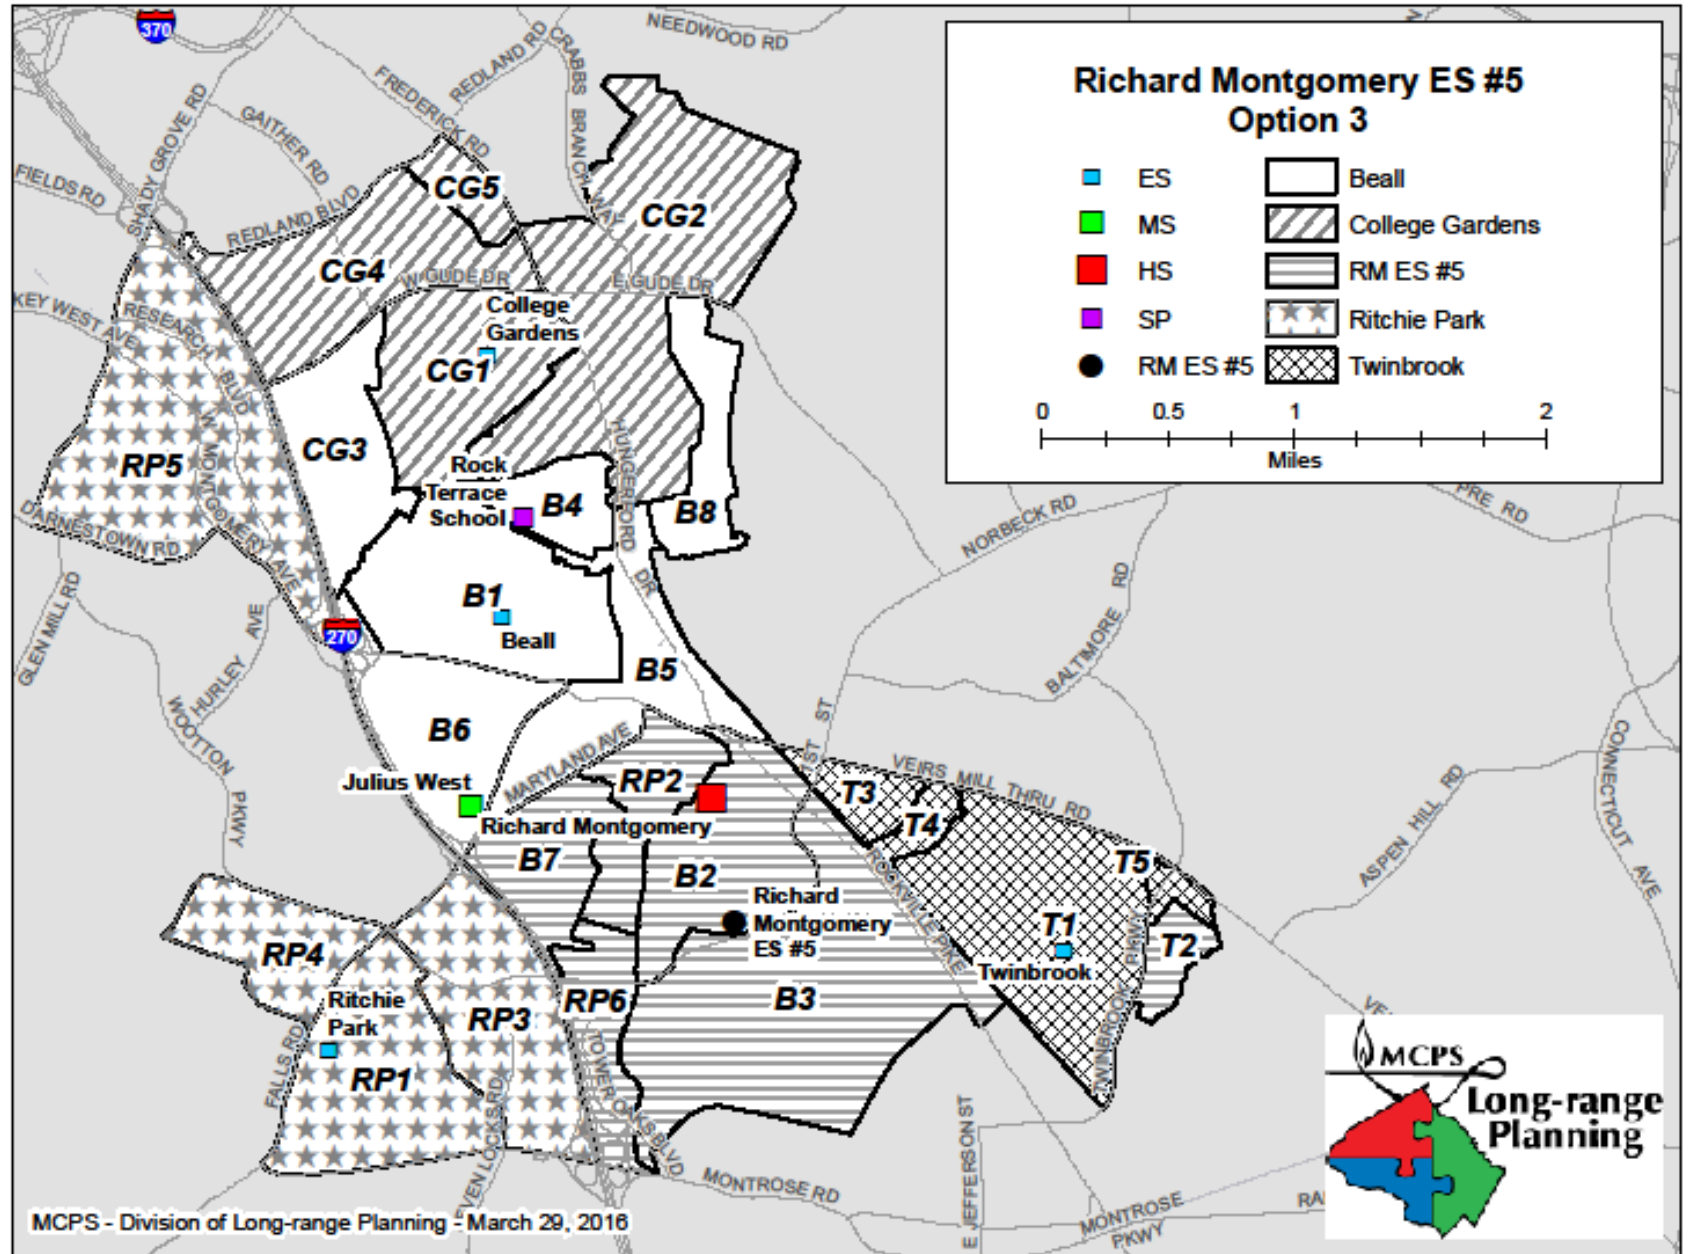 370
NEEDWOOD RD
REDLAND RD
CRABBS BRANCH WAY
FREDERICK RD
SHADY GROVE RD
GAITHER RD
FIELDS RD
REDLAND BLVD
Richard Montgomery ES #5
Option 3
ES
MS
HS
SP
RM ES #5
Beall
College Gardens
RM ES #5
Ritchie Park
Twinbrook
0
0.5
1
2
Miles
CG5
CG2
CG4
W GUDE DR
E GUDE DR
KEY WEST AVE
RESEARCH BLVD
College
Gardens
CG1
W MONTGOMERY AVE
CG3
RP5
HUNGERFORD DR
Rock
Terrace
School
B4
B8
DARNESTOWN RD
NORBECK RD
PRE RD
GLEN MILL RD
HURLEY AVE
270
B1
Beall
B5
BALTIMORE RD
1ST ST
WOOTTON PKWY
B6
MARYLAND AVE
VEIRS MILL THRU RD
CONNECTICUT AVE
Julius West
RP2
T3
T4
ASPEN HILL RD
Richard Montgomery
B7
B2
ROCKVILLE PIKE
T5
Richard
Montgomery
ES #5
T1
Twinbrook
TWINBROOK PKWY
T2
RP4
Ritchie
Park
RP3
RP6
B3
FALLS RD
RP1
TOWER OAKS BLVD
E JEFFERSON ST
MONTROSE RD
MONTROSE
PKWY
MCPS
Long-range
Planning
MCPS - Division of Long-range Planning - March 29, 2016